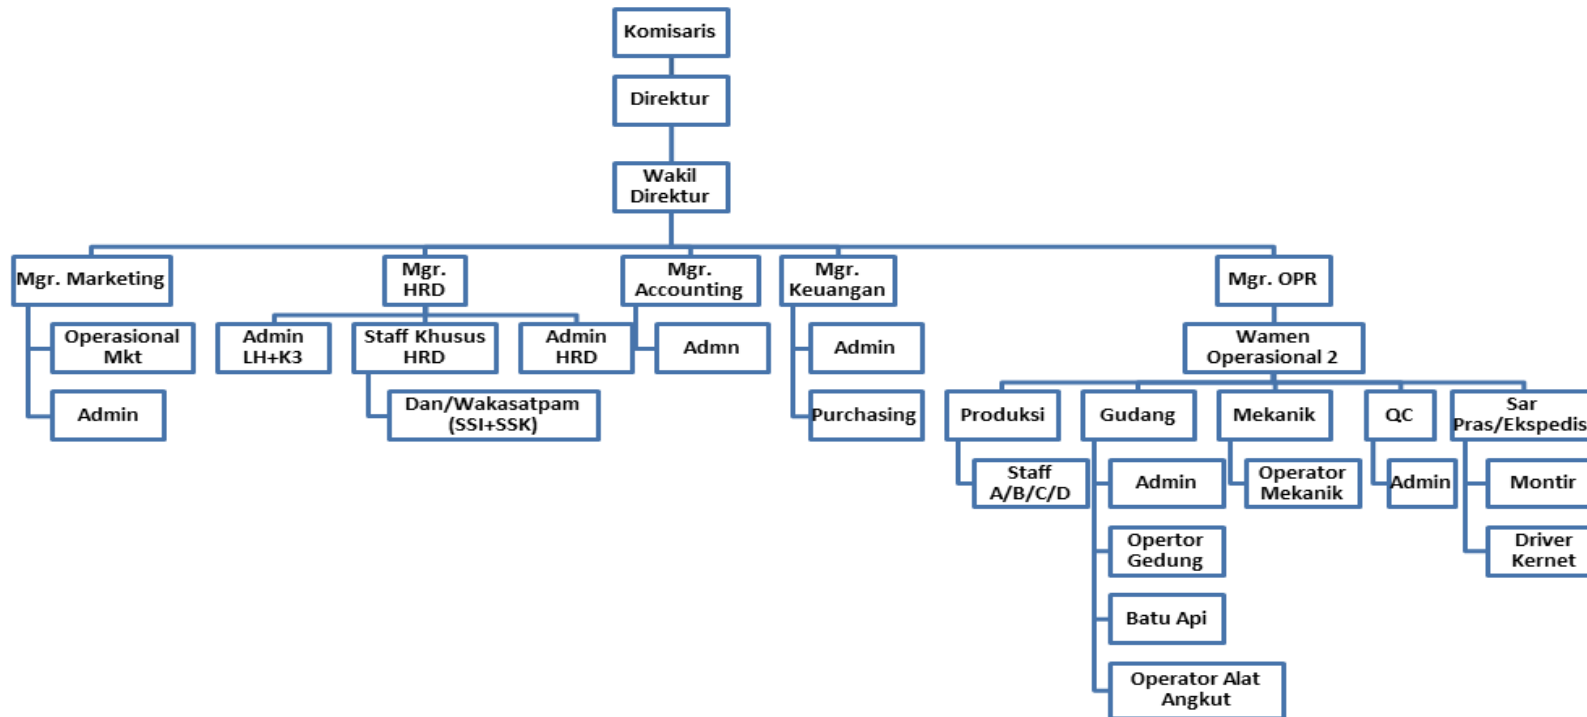 Komisaris
Direktur
Wakil
Direktur
Mgr. Marketing
Mgr.
HRD
Mgr.
Accounting
Mgr.
Keuangan
Mgr. OPR
Operasional
Mkt
Admin
LH+K3
Staff Khusus
HRD
Admin
HRD
Admn
Admin
Wamen
Operasional 2
Admin
Dan/Wakasatpam
(SSI+SSK)
Purchasing
Produksi
Gudang
Mekanik
QC
Sar
Pras/Ekspedis
Staff
A/B/C/D
Admin
Operator
Mekanik
Admin
Montir
Opertor
Gedung
Driver
Kernet
Batu Api
Operator Alat
Angkut